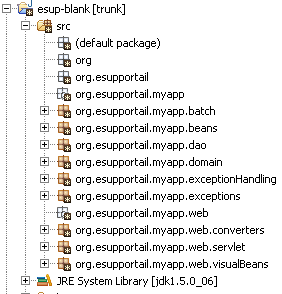 esup-blank [trunk]
src
(default package)
org
org.esupportail
org.esupportail.myapp
org.esupportail.myapp.batch
org.esupportail.myapp.beans
org.esupportail.myapp.dao
org.esupportail.myapp.domain
org.esupportail.myapp.exceptionHandling
org.esupportail.myapp.exceptions
org.esupportail.myapp.web
org.esupportail.myapp.web.converters
org.esupportail.myapp.web.servlet
org.esupportail.myapp.web.visualBeans
JRE System Library [jdk1.5.0_06]